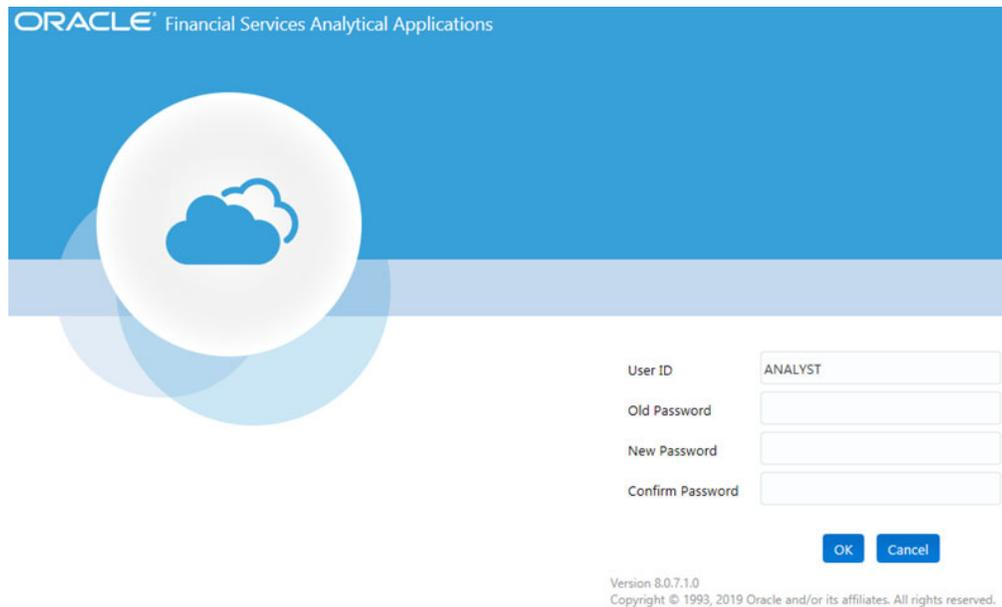 ORACLE® Financial Services Analytical Applications
User ID ANALYST
Old Password
New Password
Confirm Password
OK Cancel
Version 8.0.7.1.0
Copyright © 1993, 2019 Oracle and/or its affiliates. All rights reserved.